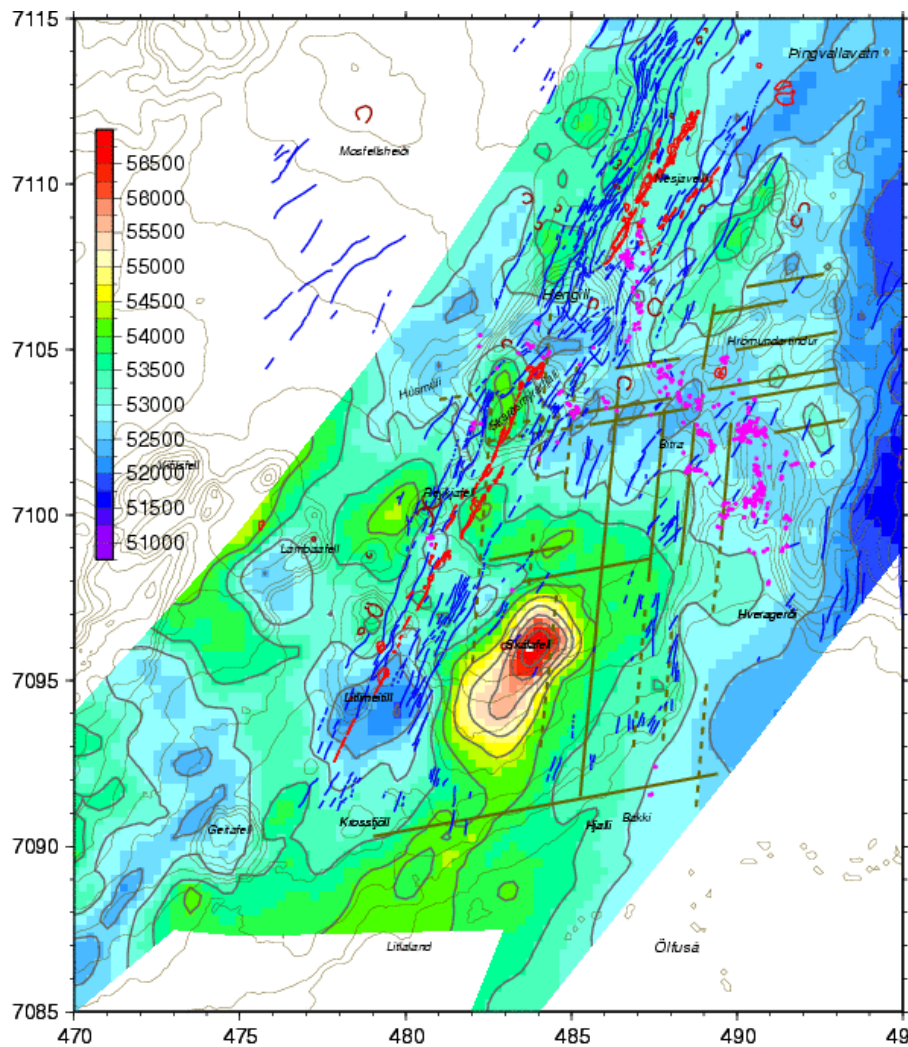 7115
Þingvallavatn
Mosfellsheiði
56500
Nesjavellir
7110
56000
55500
55000
Hengill
54500
54000
Hrómundartindur
7105
53500
Húsmúli
53000
52500
Bitra
52000
51500
7100
51000
Lambafell
Hveragerði
Skálafell
7095
Litlimeitill
Krossfjöll
Hjalli
Bakki
Geitafell
7090
Litlaland
Ölfusá
7085
470 475 480 485 490 49